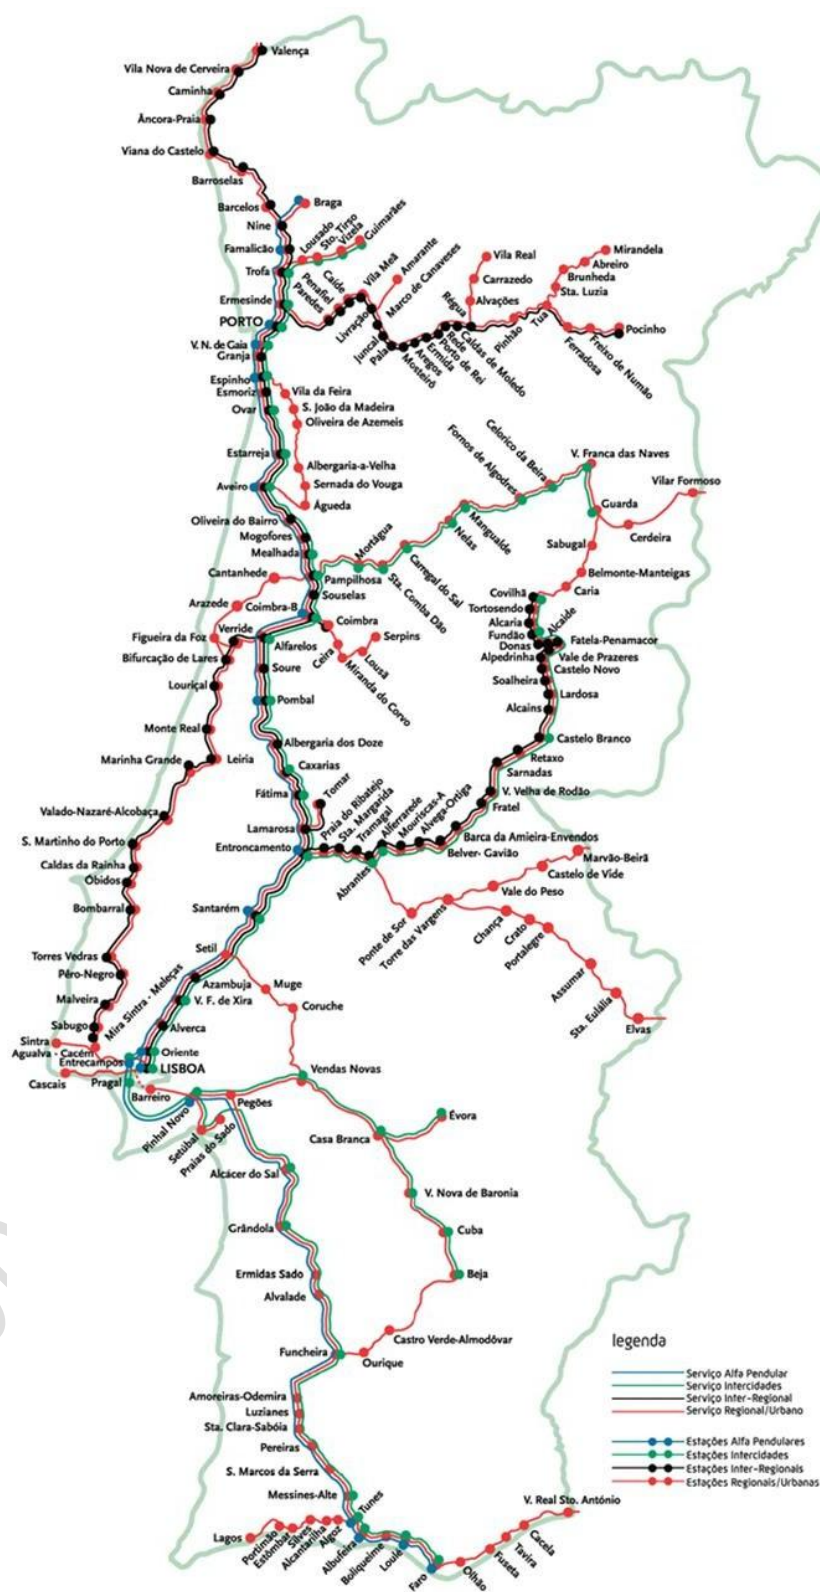 Valença
Vila Nova de Cerveira
Caminha
Âncora-Praia
Viana do Castelo
Barroselas
Barcelos
Braga
Nine
Famalicão
Lousado
Sto. Tirso
Vizela
Guimarães
Trofa
Ermesinde
Paredes
Penafiel
Caíde
Vila Meã
Livração
Amarante
Marco de Canaveses
Juncal
Pala
Mosteirô
Aregos
Ermida
Porto de Rei
Rede
Caldas de Moledo
Régua
Vila Real
Carrazedo
Alvações
Pinhão
Tua
Mirandela
Abreiro
Brunheda
Sta. Luzia
Ferradosa
Freixo de Numão
Pocinho
PORTO
V. N. de Gaia
Granja
Espinho
Esmoriz
Ovar
Vila da Feira
S. João da Madeira
Oliveira de Azemeis
Estarreja
Albergaria-a-Velha
Sernada do Vouga
Aveiro
Águeda
Oliveira do Bairro
Mogofores
Mealhada
Cantanhede
Pampilhosa
Arazede
Souselas
Coimbra-B
Mortágua
Sta. Comba Dão
Carregal do Sal
Nelas
Mangualde
Fornos de Algodres
Celorico da Beira
V. Franca das Naves
Guarda
Vilar Formoso
Cerdeira
Sabugal
Belmonte-Manteigas
Caria
Covilhã
Tortosendo
Alcaria
Fundão
Donas
Alcaide
Fatela-Penamacor
Alpedrinha
Vale de Prazeres
Castelo Novo
Soalheira
Lardosa
Alcains
Castelo Branco
Retaxo
Sarnadas
V. Velha de Rodão
Fratel
Barca da Amieira-Envendos
Belver- Gavião
Alvega-Ortiga
Mouriscas-A
Alferrarede
Tramagal
Sta. Margarida
Praia do Ribatejo
Abrantes
Figueira da Foz
Verride
Alfarelos
Coimbra
Ceira
Serpins
Lousã
Miranda do Corvo
Bifurcação de Lares
Soure
Louriçal
Pombal
Monte Real
Albergaria dos Doze
Marinha Grande
Leiria
Caxarias
Fátima
Tomar
Lamarosa
Entroncamento
Valado-Nazaré-Alcobaça
S. Martinho do Porto
Caldas da Rainha
Óbidos
Bombarral
Santarém
Torres Vedras
Setil
Péro-Negro
Malveira
Azambuja
V. F. de Xira
Sabugo
Mira Sintra - Meleças
Alverca
Sintra
Agualva - Cacém
Entrecampos
Oriente
LISBOA
Cascais
Pragal
Barreiro
Marvão-Beirã
Castelo de Vide
Vale do Peso
Ponte de Sor
Torre das Vargens
Chança
Crato
Portalegre
Assumar
Sta. Eulália
Elvas
Muge
Coruche
Vendas Novas
Pegões
Pinhal Novo
Setúbal
Praias do Sado
Casa Branca
Évora
Alcácer do Sal
V. Nova de Baronia
Grândola
Cuba
Ermidas Sado
Beja
Alvalade
Castro Verde-Almodôvar
Funcheira
Ourique
Amoreiras-Odemira
Luzianes
Sta. Clara-Sabóia
Pereiras
S. Marcos da Serra
Messines-Alte
Tunes
Lagos
Portimão
Estômbar
Silves
Alcantarilha
Algoz
Albufeira
Boliqueime
Loulé
Faro
Olhão
Fuseta
Tavira
Cacela
V. Real Sto. António
legenda
Serviço Alfa Pendular
Serviço Intercidades
Serviço Inter-Regional
Serviço Regional/Urbano
Estações Alfa Pendulares
Estações Intercidades
Estações Inter-Regionais
Estações Regionais/Urbanas